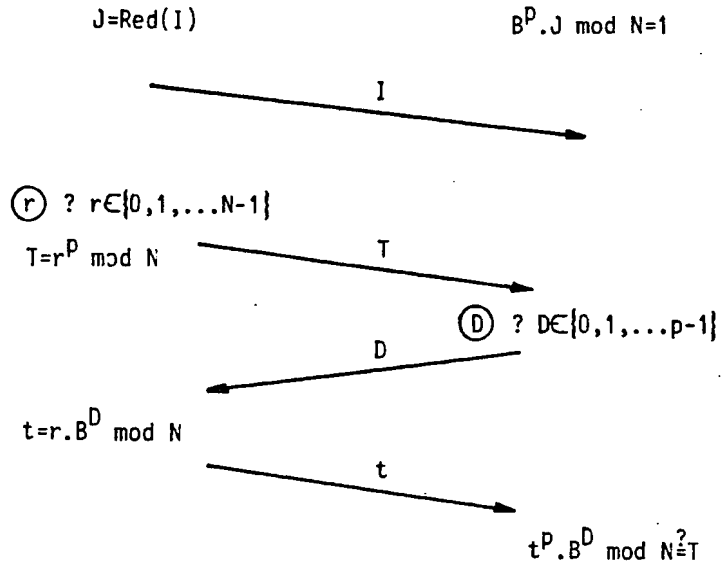 J=Red(I)
B^p.J mod N=1
I
r ? r∈{0,1,...N-1}
T=r^p mod N
T
D ? D∈{0,1,...p-1}
D
t=r.B^D mod N
t
t^p.B^D mod N≟T